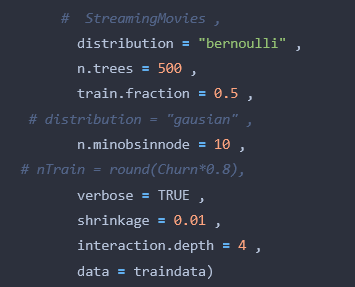 #  StreamingMovies ,
distribution = "bernoulli" ,
n.trees = 500 ,
train.fraction = 0.5 ,
# distribution = "gausian" ,
n.minobsinnode = 10 ,
# nTrain = round(Churn*0.8),
verbose = TRUE ,
shrinkage = 0.01 ,
interaction.depth = 4 ,
data = traindata)